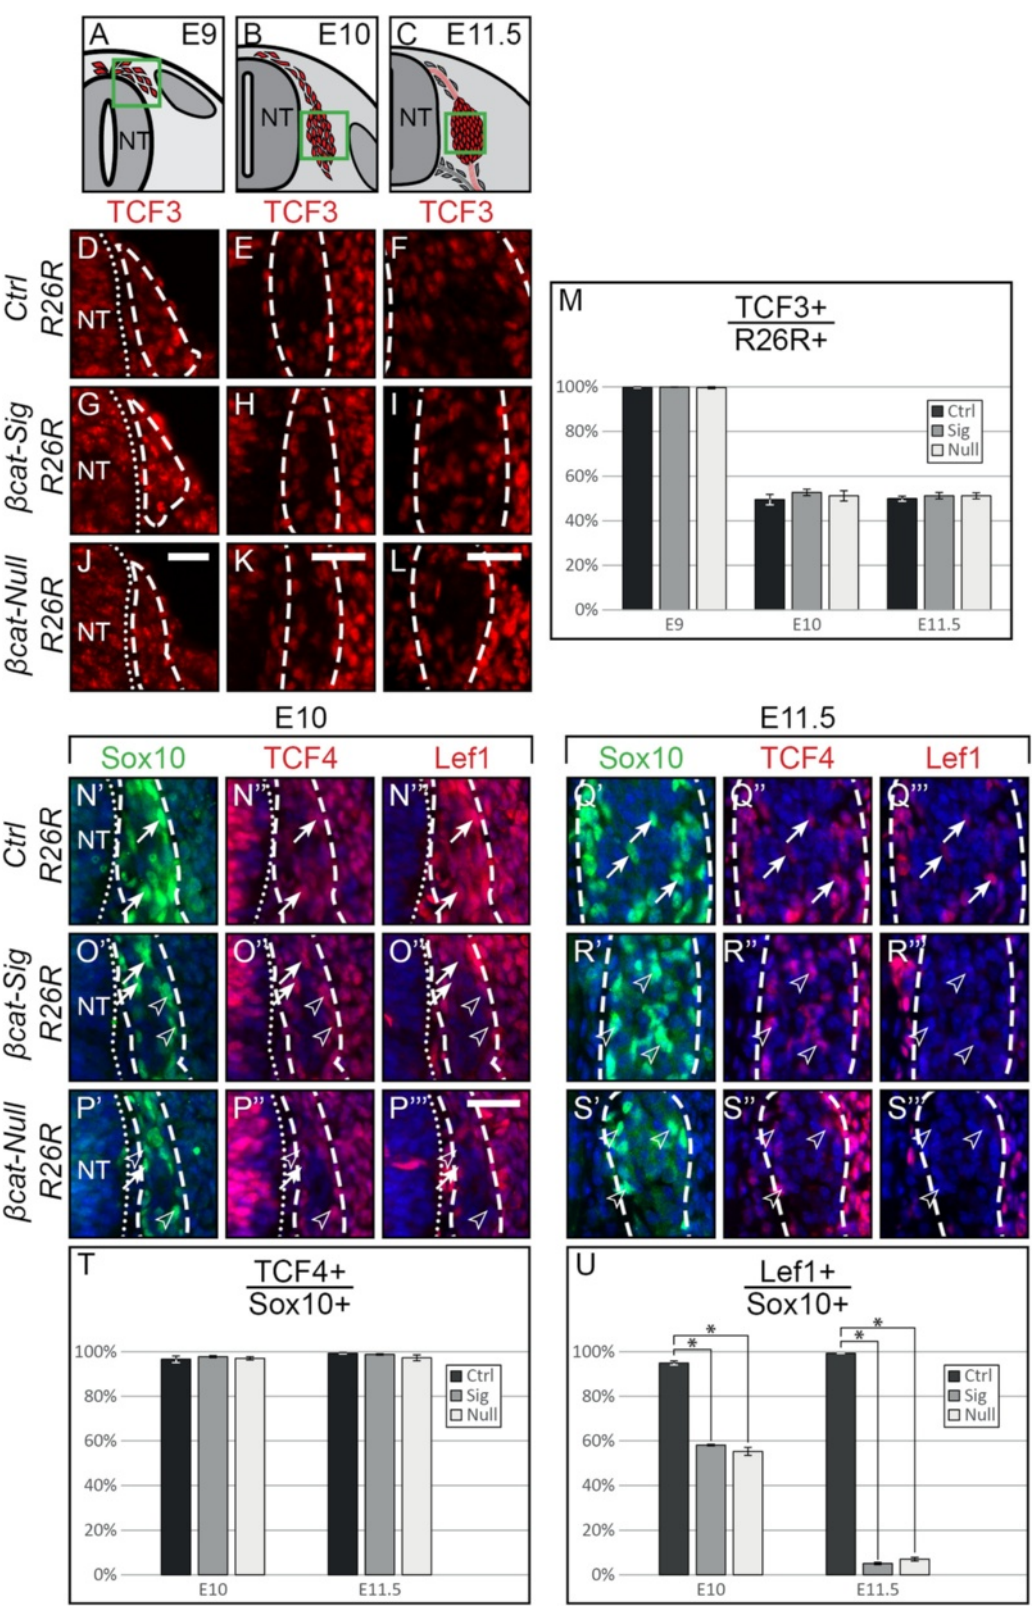 A E9 B E10 C E11.5
NT NT NT
TCF3 TCF3 TCF3
Ctrl
R26R
D E F
NT
βcat-Sig
R26R
G H I
NT
βcat-Null
R26R
J K L
NT
M
TCF3+
R26R+
100%
80%
60%
40%
20%
0%
Ctrl
Sig
Null
E9 E10 E11.5
E10 E11.5
Sox10 TCF4 Lef1 Sox10 TCF4 Lef1
Ctrl
R26R
N' N'' N''' Q' Q'' Q'''
NT
βcat-Sig
R26R
O' O'' O''' R' R'' R'''
NT
βcat-Null
R26R
P' P'' P''' S' S'' S'''
NT
T
TCF4+
Sox10+
100%
80%
60%
40%
20%
0%
Ctrl
Sig
Null
E10 E11.5
U
Lef1+
Sox10+
* *
* *
100%
80%
60%
40%
20%
0%
Ctrl
Sig
Null
E10 E11.5